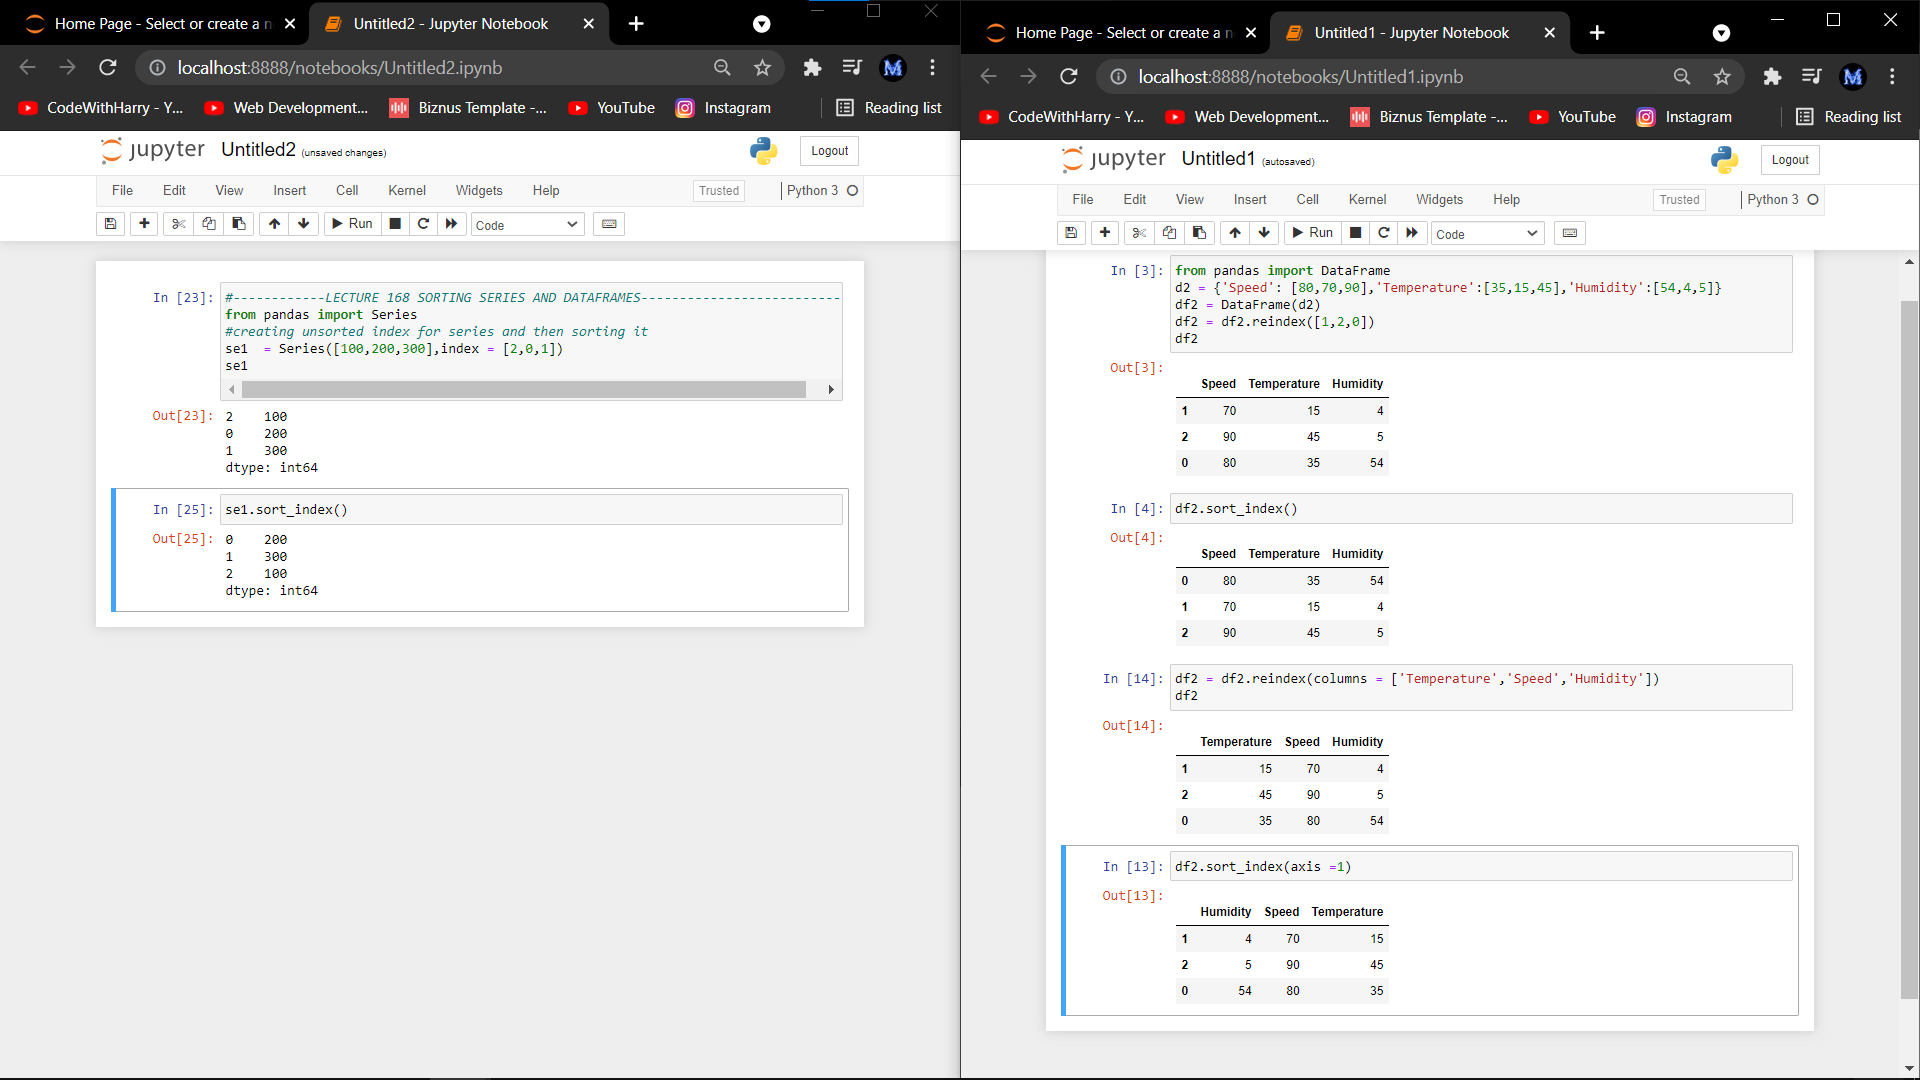 Home Page - Select or create a n
Untitled2 - Jupyter Notebook
localhost:8888/notebooks/Untitled2.ipynb
CodeWithHarry - Y...
Web Development...
Biznus Template -...
YouTube
Instagram
Reading list
jupyter Untitled2 (unsaved changes)
Logout
File Edit View Insert Cell Kernel Widgets Help
Trusted
Python 3
Run
Code
In [23]:
#------------LECTURE 168 SORTING SERIES AND DATAFRAMES--------------------------
from pandas import Series
#creating unsorted index for series and then sorting it
se1  = Series([100,200,300],index = [2,0,1])
se1
Out[23]:
2    100
0    200
1    300
dtype: int64
In [25]: se1.sort_index()
Out[25]:
0    200
1    300
2    100
dtype: int64
Home Page - Select or create a n
Untitled1 - Jupyter Notebook
localhost:8888/notebooks/Untitled1.ipynb
CodeWithHarry - Y...
Web Development...
Biznus Template -...
YouTube
Instagram
Reading list
jupyter Untitled1 (autosaved)
Logout
File Edit View Insert Cell Kernel Widgets Help
Trusted
Python 3
Run
Code
In [3]:
from pandas import DataFrame
d2 = {'Speed': [80,70,90],'Temperature':[35,15,45],'Humidity':[54,4,5]}
df2 = DataFrame(d2)
df2 = df2.reindex([1,2,0])
df2
Out[3]:
Speed Temperature Humidity
1 70 15 4
2 90 45 5
0 80 35 54
In [4]: df2.sort_index()
Out[4]:
Speed Temperature Humidity
0 80 35 54
1 70 15 4
2 90 45 5
In [14]:
df2 = df2.reindex(columns = ['Temperature','Speed','Humidity'])
df2
Out[14]:
Temperature Speed Humidity
1 15 70 4
2 45 90 5
0 35 80 54
In [13]: df2.sort_index(axis =1)
Out[13]:
Humidity Speed Temperature
1 4 70 15
2 5 90 45
0 54 80 35